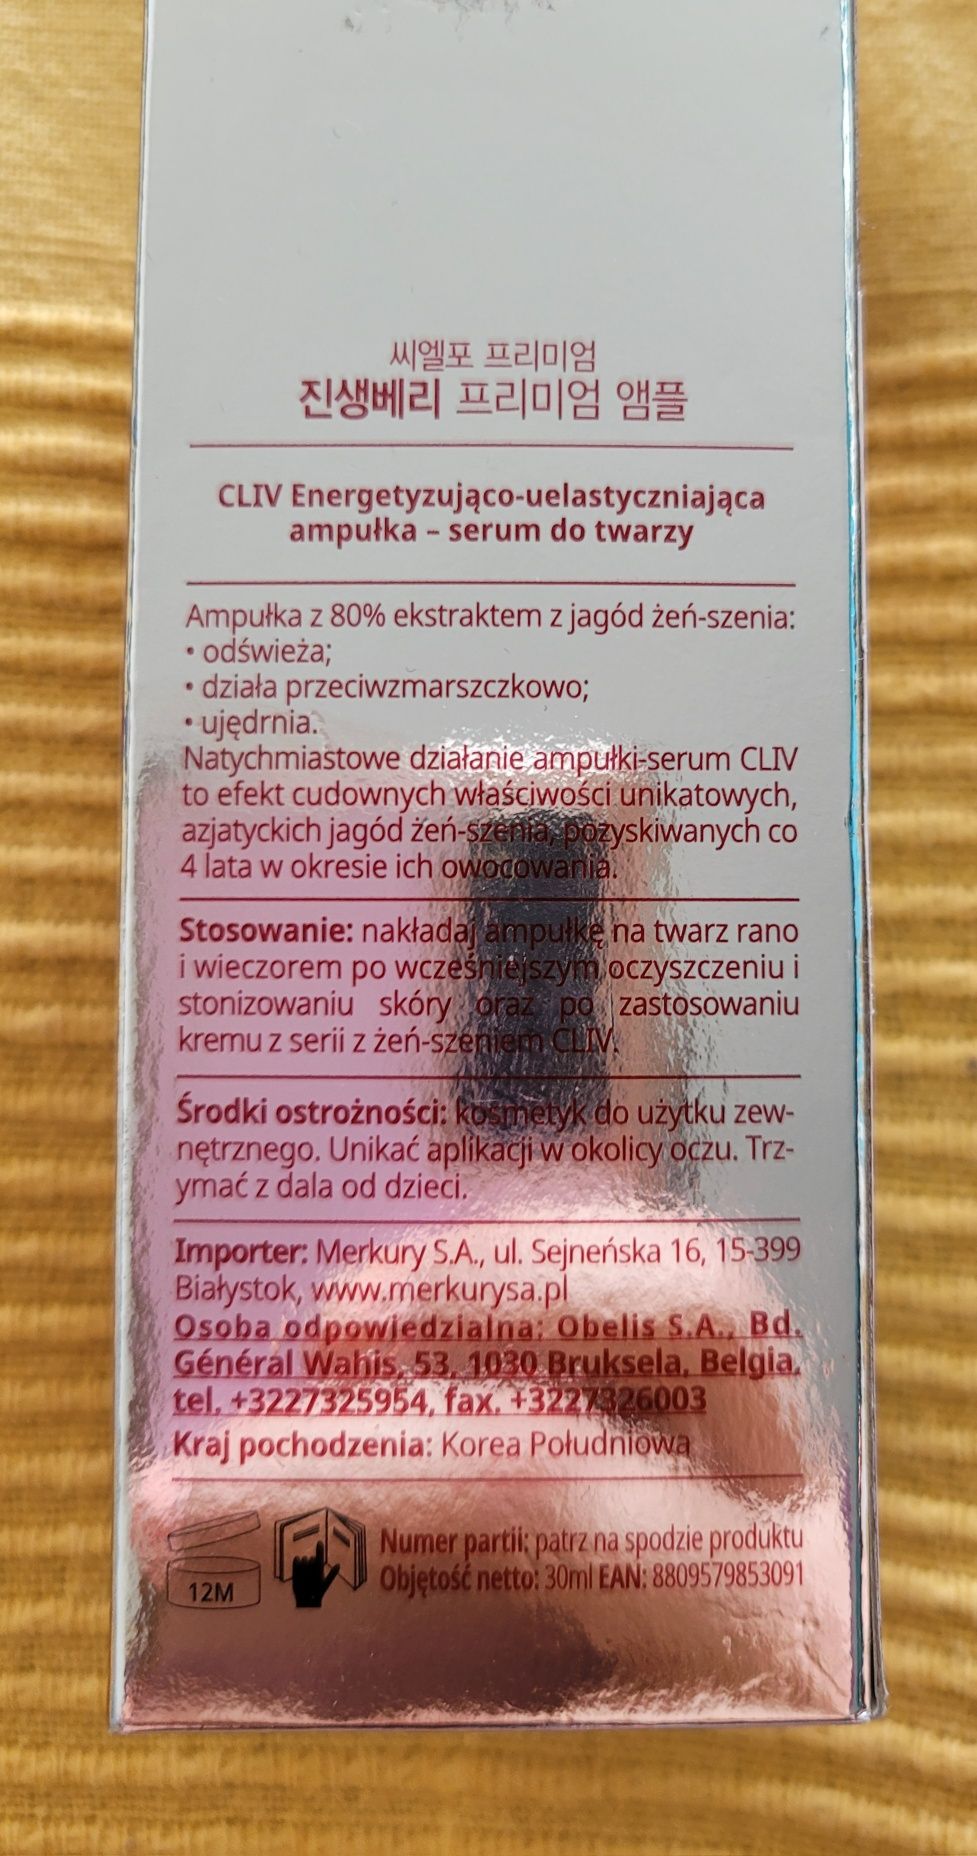 씨엘포 프리미엄
진생베리 프리미엄 앰플
CLIV Energetyzująco-uelastyczniająca
ampułka – serum do twarzy
Ampułka z 80% ekstraktem z jagód żeń-szenia:
• odświeża;
• działa przeciwzmarszczkowo;
• ujędrnia.
Natychmiastowe działanie ampułki-serum CLIV
to efekt cudownych właściwości unikatowych,
azjatyckich jagód żeń-szenia, pozyskiwanych co
4 lata w okresie ich owocowania.
Stosowanie: nakładaj ampułkę na twarz rano
i wieczorem po wcześniejszym oczyszczeniu i
stonizowaniu skóry oraz po zastosowaniu
kremu z serii z żeń-szeniem CLIV.
Środki ostrożności: kosmetyk do użytku zew-
nętrznego. Unikać aplikacji w okolicy oczu. Trz-
ymać z dala od dzieci.
Importer: Merkury S.A., ul. Sejneńska 16, 15-399
Białystok, www.merkurysa.pl
Osoba odpowiedzialna: Obelis S.A., Bd.
Général Wahis, 53, 1030 Bruksela, Belgia.
tel. +3227325954, fax. +3227326003
Kraj pochodzenia: Korea Południowa
Numer partii: patrz na spodzie produktu
Objętość netto: 30ml EAN: 8809579853091
12M